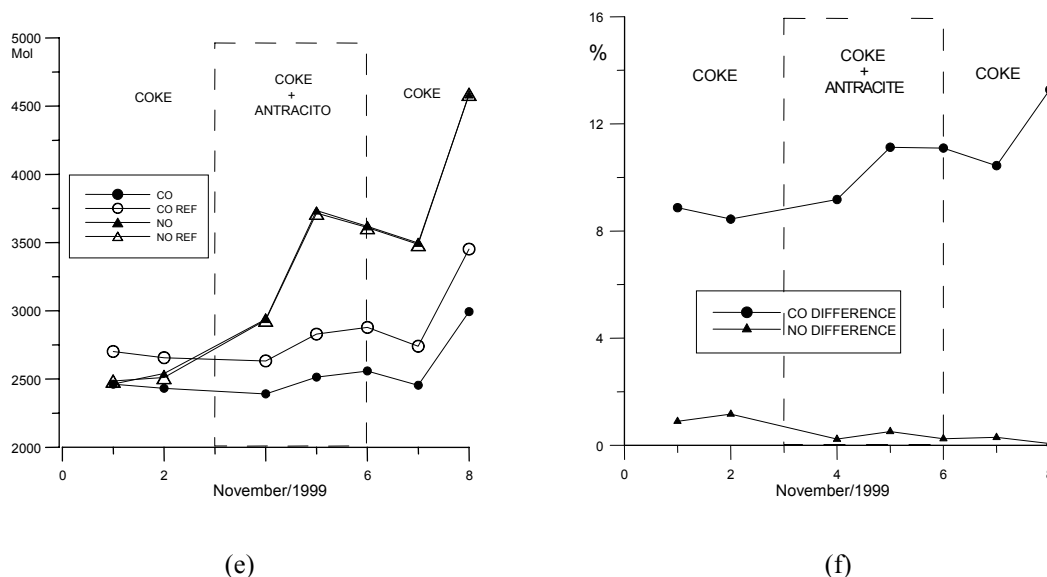 5000
Mol
4500
4000
3500
3000
2500
2000
COKE
COKE
+
ANTRACITO
COKE
CO
CO REF
NO
NO REF
0 2 4 6 8
November/1999
(e)
16
%
12
8
4
0
COKE
COKE
+
ANTRACITE
COKE
CO DIFFERENCE
NO DIFFERENCE
0 2 4 6 8
November/1999
(f)